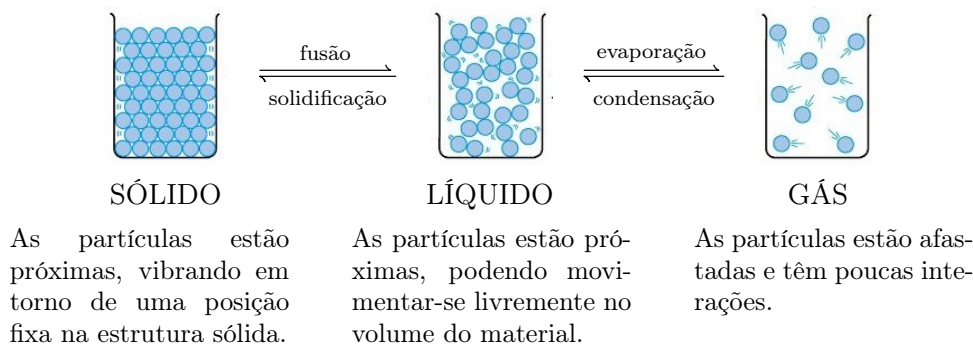 fusão
solidificação
evaporação
condensação
SÓLIDO
As partículas estão
próximas, vibrando em
torno de uma posição
fixa na estrutura sólida.
LÍQUIDO
As partículas estão pró-
ximas, podendo movi-
mentar-se livremente no
volume do material.
GÁS
As partículas estão afas-
tadas e têm poucas inte-
rações.